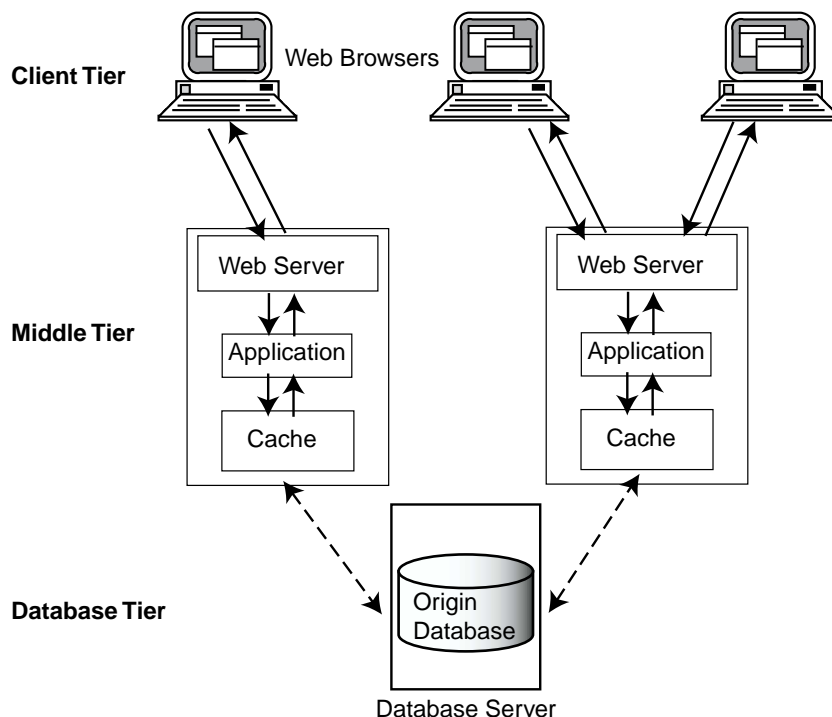 Client Tier
Web Browsers
Web Server
Web Server
Middle Tier
Application
Application
Cache
Cache
Database Tier
Origin
Database
Database Server